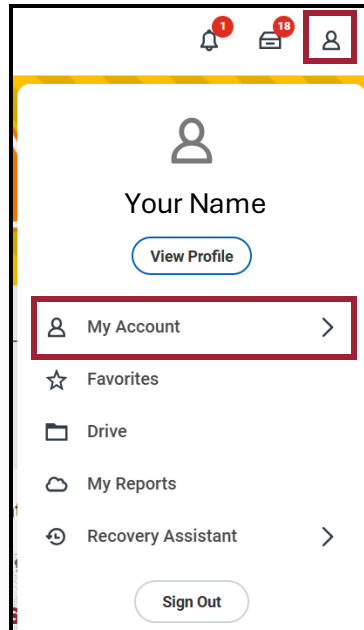 1
18
Your Name
View Profile
My Account
Favorites
Drive
My Reports
Recovery Assistant
Sign Out